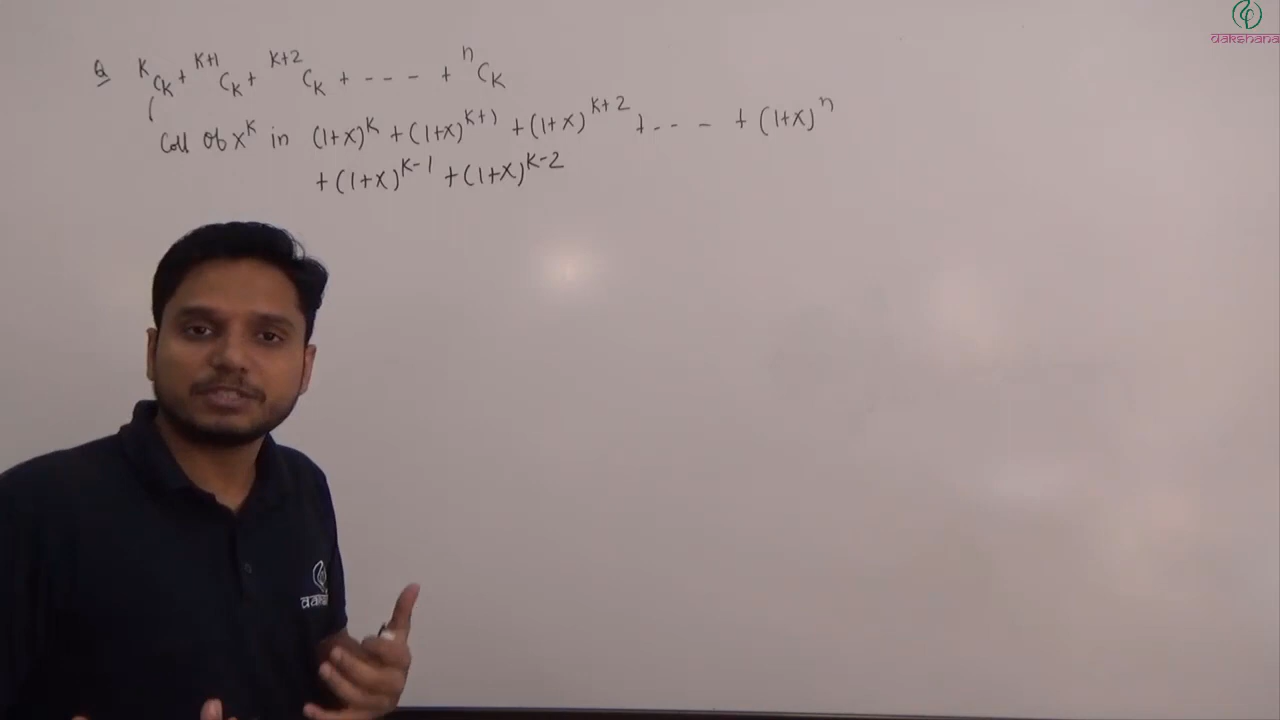 Q ᴷCK + ᴷ⁺¹CK + ᴷ⁺²CK + ---- + ⁿCK
Coll of xᴷ in (1+x)ᴷ + (1+x)ᴷ⁺¹ + (1+x)ᴷ⁺² + --- + (1+x)ⁿ
+ (1+x)ᴷ⁻¹ + (1+x)ᴷ⁻²
dakshana